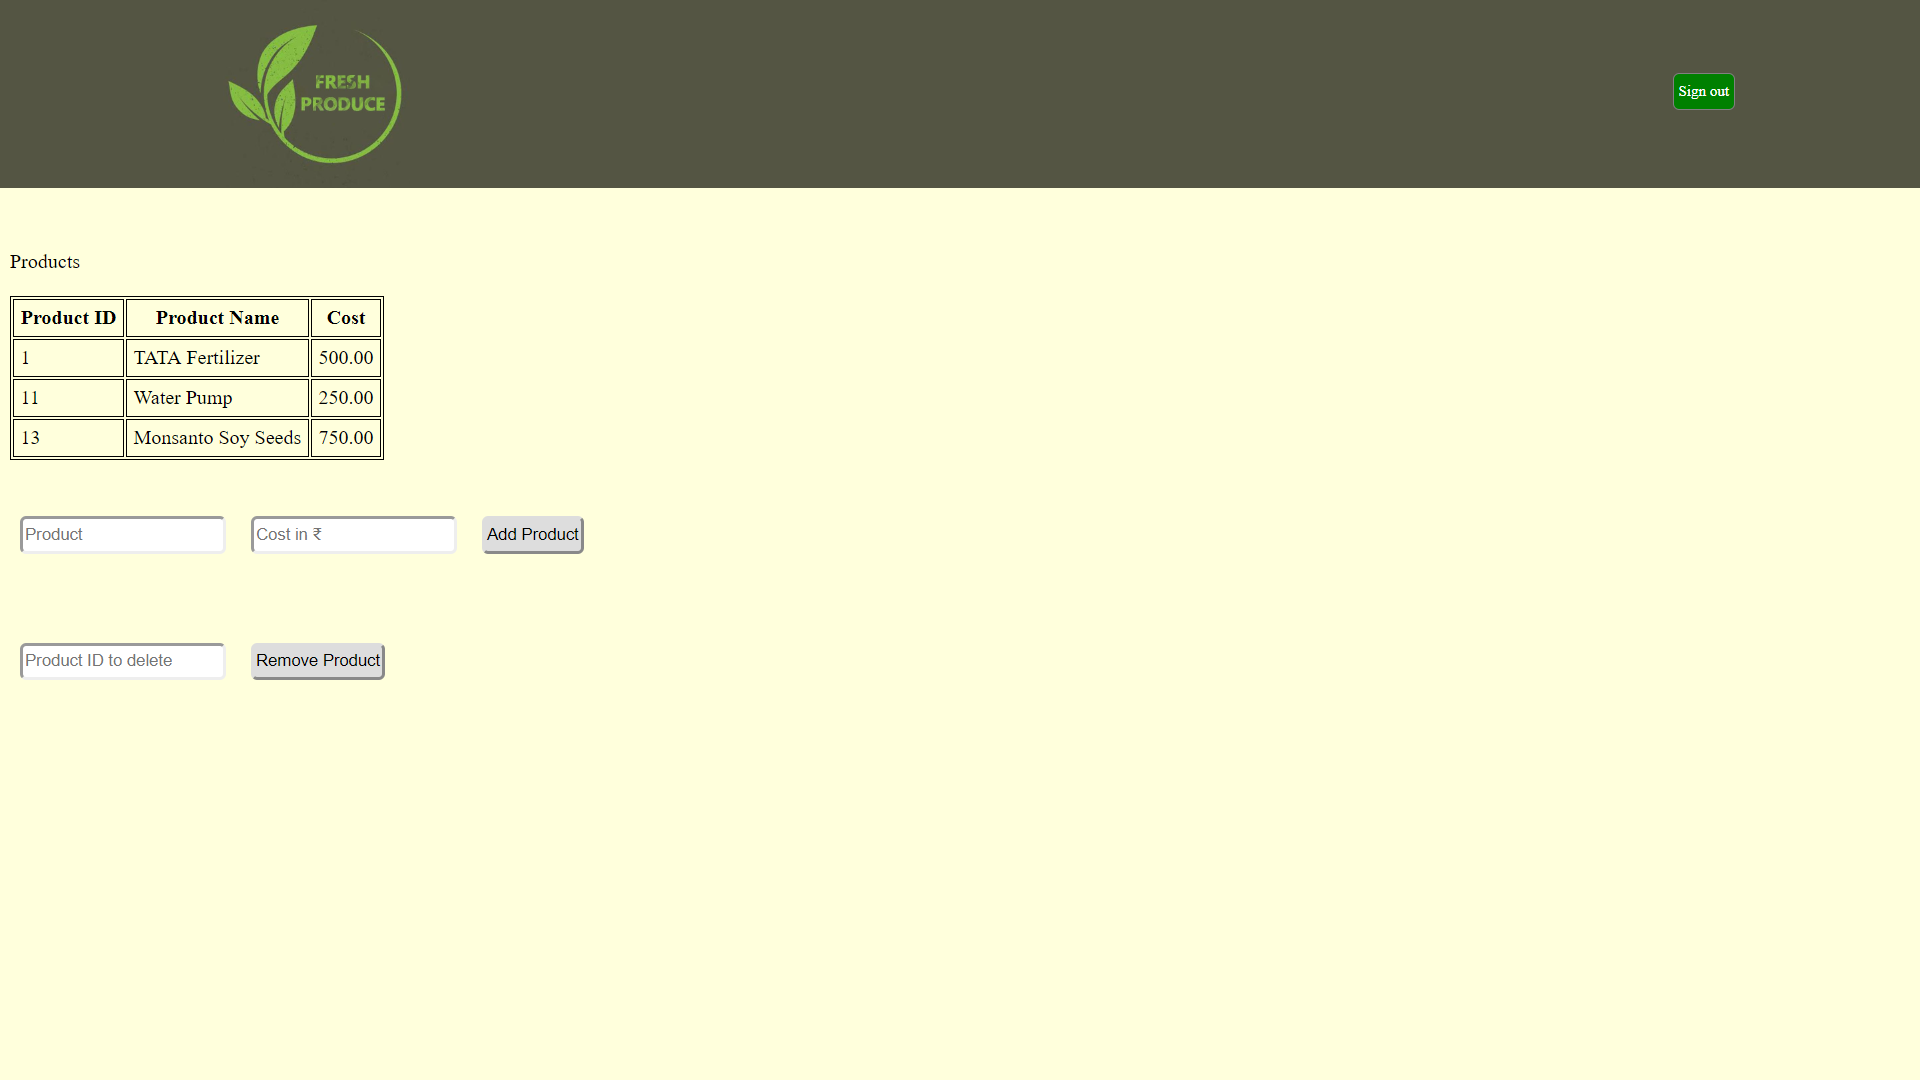 FRESH
PRODUCE
Sign out
Products
Product ID Product Name Cost
1 TATA Fertilizer 500.00
11 Water Pump 250.00
13 Monsanto Soy Seeds 750.00
Product Cost in ₹ Add Product
Product ID to delete Remove Product